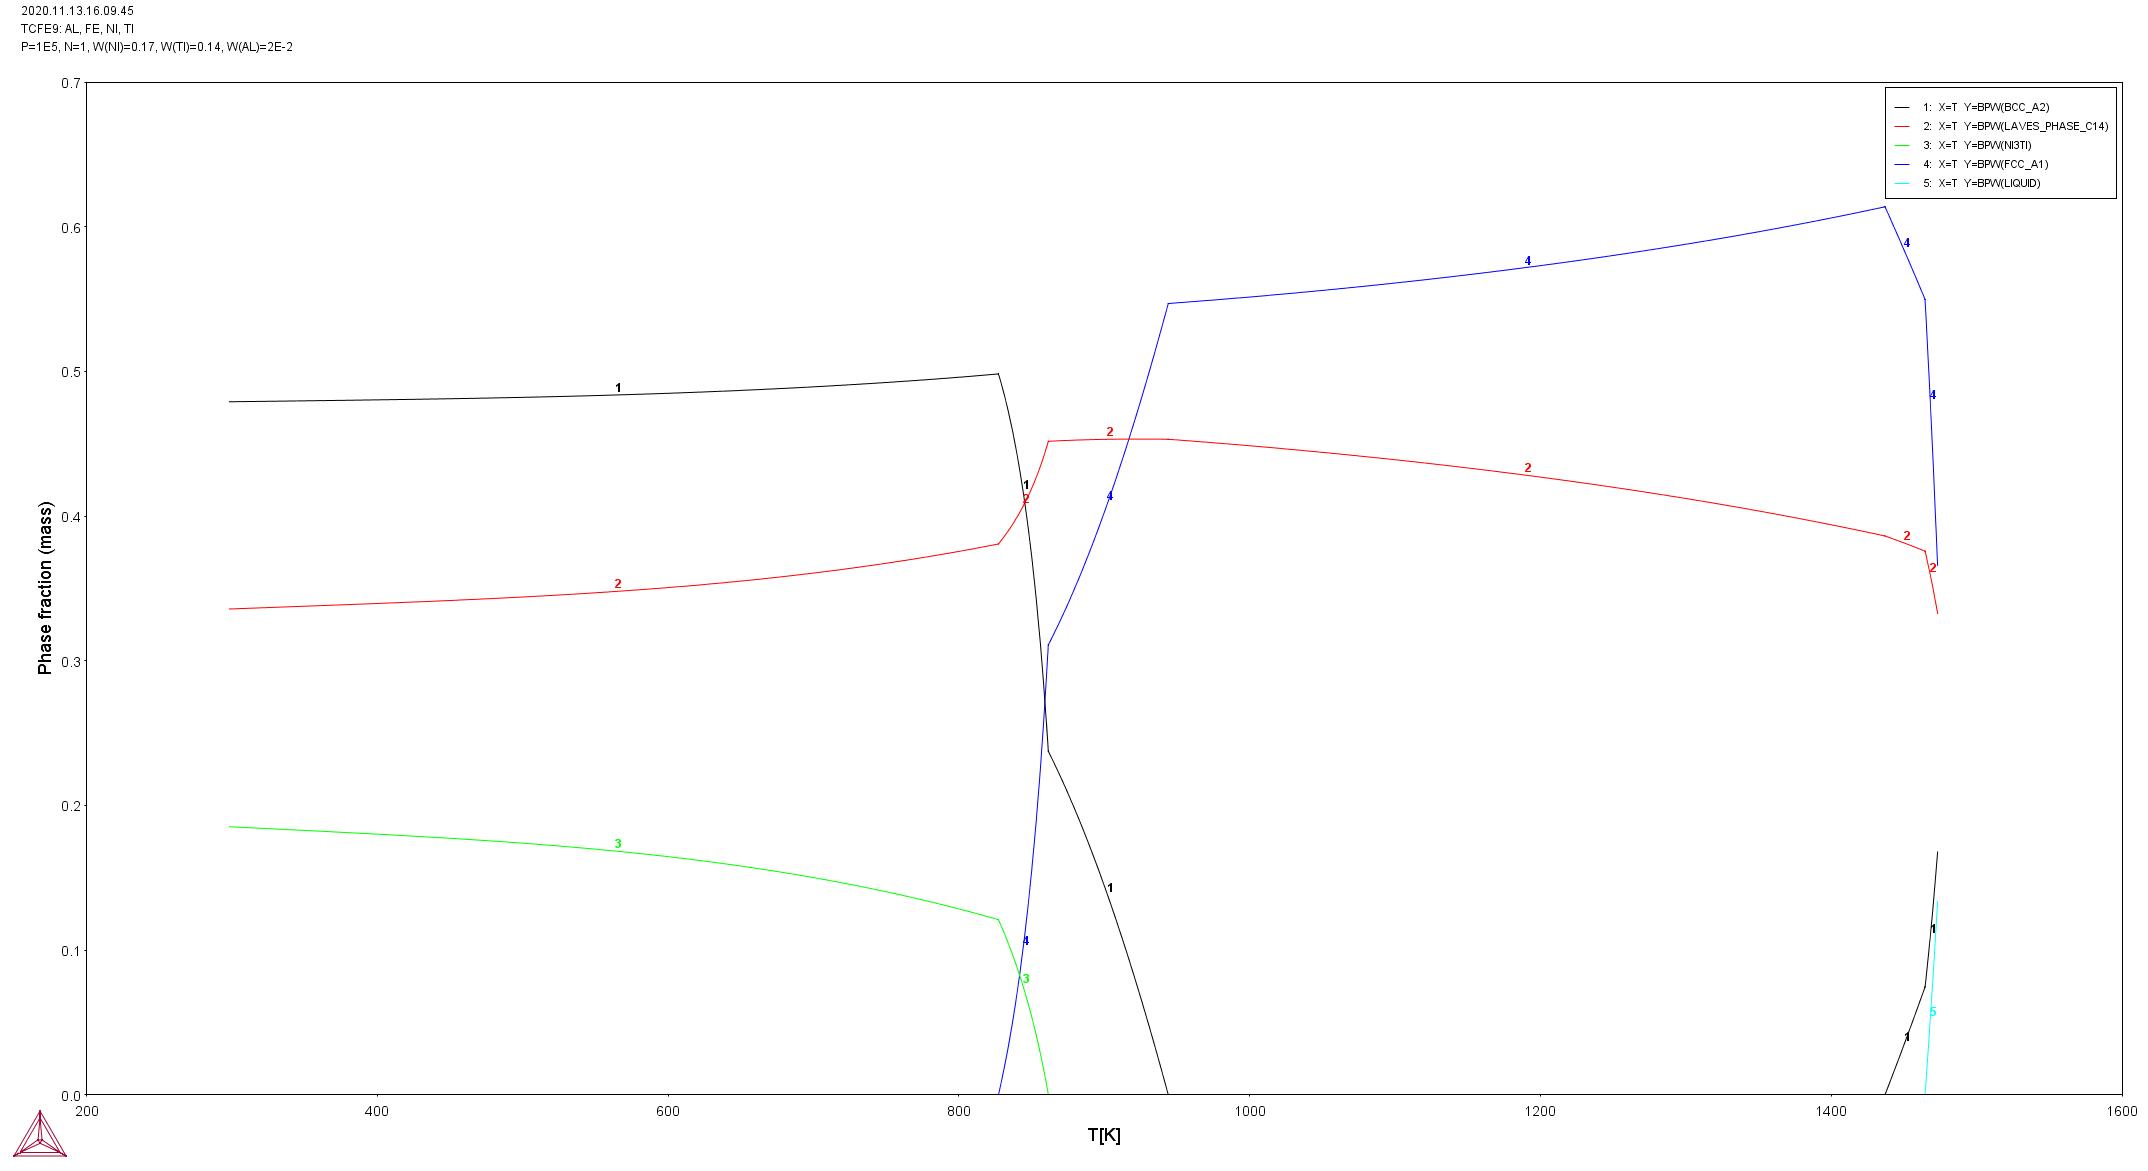 2020.11.13.16.09.45
TCFE9: AL, FE, NI, TI
P=1E5, N=1, W(NI)=0.17, W(TI)=0.14, W(AL)=2E-2
1: X=T Y=BPW(BCC_A2)
2: X=T Y=BPW(LAVES_PHASE_C14)
3: X=T Y=BPW(NI3TI)
4: X=T Y=BPW(FCC_A1)
5: X=T Y=BPW(LIQUID)
Phase fraction (mass)
0.7
0.6
0.5
0.4
0.3
0.2
0.1
0.0
4
4
4
1
2
2
1
2
4
2
2
2
3
1
1
4
3
5
1
200 400 600 800 1000 1200 1400 1600
T[K]